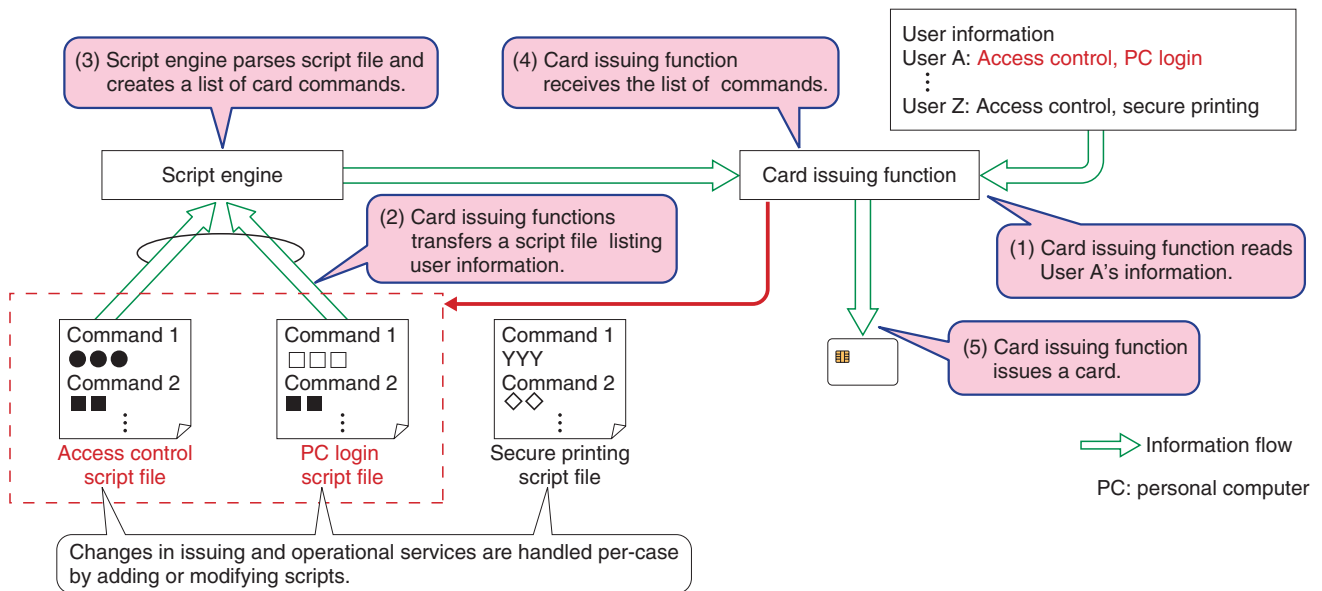 User information
User A: Access control, PC login
⋮
User Z: Access control, secure printing
(3) Script engine parses script file and
creates a list of card commands.
(4) Card issuing function
receives the list of commands.
Script engine
Card issuing function
(2) Card issuing functions
transfers a script file listing
user information.
(1) Card issuing function reads
User A's information.
(5) Card issuing function
issues a card.
Command 1
●●●
Command 2
■■
⋮
Access control
script file
Command 1
□□□
Command 2
■■
⋮
PC login
script file
Command 1
YYY
Command 2
◇◇
⋮
Secure printing
script file
Information flow
PC: personal computer
Changes in issuing and operational services are handled per-case
by adding or modifying scripts.